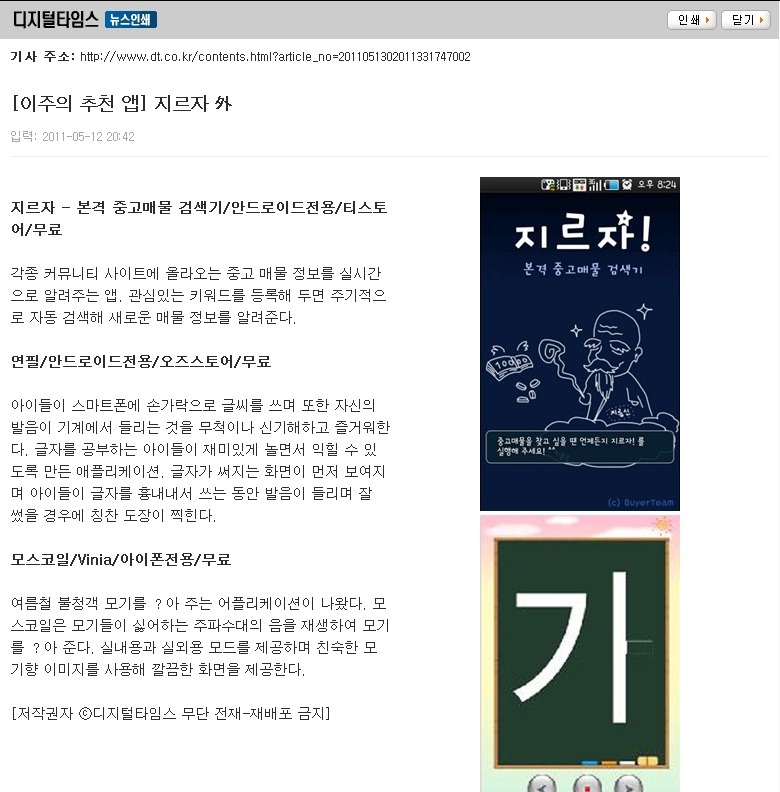 디지털타임스 뉴스인쇄
인쇄 닫기
기사 주소: http://www.dt.co.kr/contents.html?article_no=2011051302011331747002
[이주의 추천 앱] 지르자 外
입력: 2011-05-12 20:42
지르자 - 본격 중고매물 검색기/안드로이드전용/티스토
어/무료
각종 커뮤니티 사이트에 올라오는 중고 매물 정보를 실시간
으로 알려주는 앱. 관심있는 키워드를 등록해 두면 주기적으
로 자동 검색해 새로운 매물 정보를 알려준다.
연필/안드로이드전용/오즈스토어/무료
아이들이 스마트폰에 손가락으로 글씨를 쓰며 또한 자신의
발음이 기계에서 들리는 것을 무척이나 신기해하고 즐거워한
다. 글자를 공부하는 아이들이 재미있게 놀면서 익힐 수 있
도록 만든 애플리케이션. 글자가 써지는 화면이 먼저 보여지
며 아이들이 글자를 흉내내서 쓰는 동안 발음이 들리며 잘
썼을 경우에 칭찬 도장이 찍힌다.
모스코일/Vinia/아이폰전용/무료
여름철 불청객 모기를 ?아 주는 어플리케이션이 나왔다. 모
스코일은 모기들이 싫어하는 주파수대의 음을 재생하여 모기
를 ?아 준다. 실내용과 실외용 모드를 제공하며 친숙한 모
기향 이미지를 사용해 깔끔한 화면을 제공한다.
[저작권자 ⓒ디지털타임스 무단 전재-재배포 금지]
오후 8:24
지르자!
본격 중고매물 검색기
10000
지름신
중고매물을 찾고 싶을 땐 언제든지 지르자! 를
실행해 주세요! ^^
(c) BuyerTeam
가